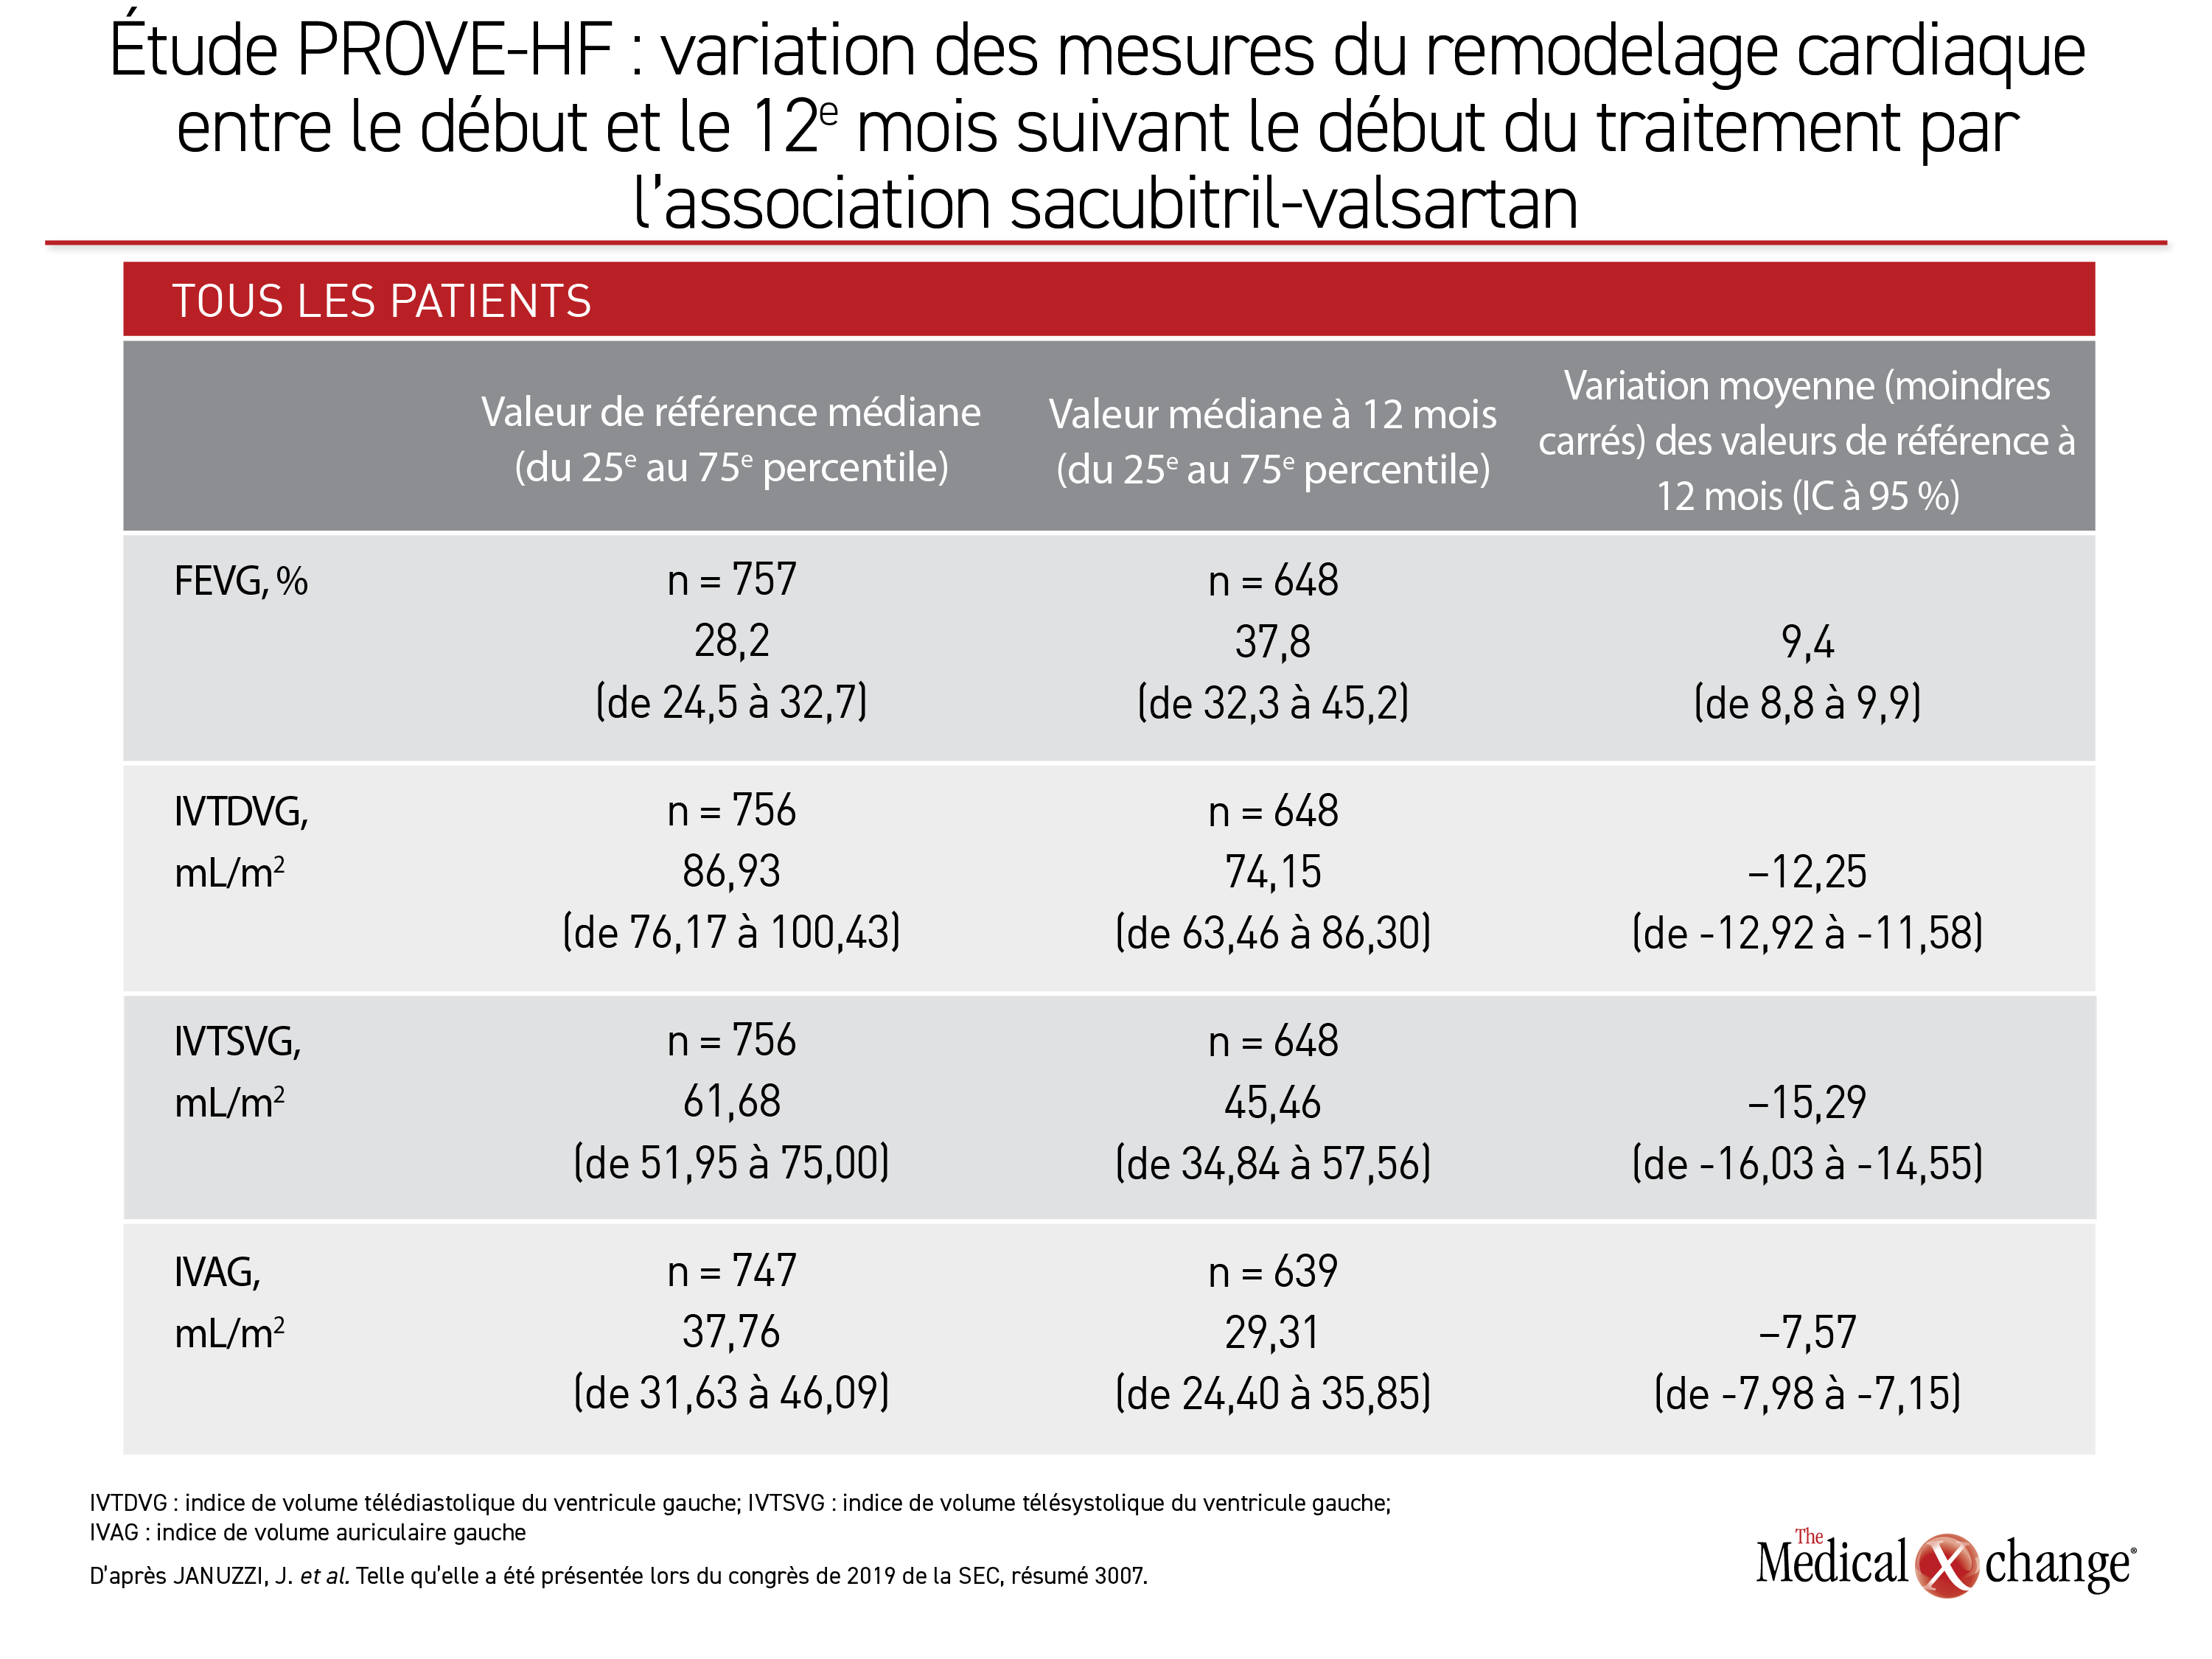 Étude PROVE-HF : variation des mesures du remodelage cardiaque
entre le début et le 12e mois suivant le début du traitement par
l’association sacubitril-valsartan
TOUS LES PATIENTS
Valeur de référence médiane
(du 25e au 75e percentile)
Valeur médiane à 12 mois
(du 25e au 75e percentile)
Variation moyenne (moindres
carrés) des valeurs de référence à
12 mois (IC à 95 %)
FEVG, %
n = 757
28,2
(de 24,5 à 32,7)
n = 648
37,8
(de 32,3 à 45,2)
9,4
(de 8,8 à 9,9)
IVTDVG,
mL/m²
n = 756
86,93
(de 76,17 à 100,43)
n = 648
74,15
(de 63,46 à 86,30)
–12,25
(de -12,92 à -11,58)
IVTSVG,
mL/m²
n = 756
61,68
(de 51,95 à 75,00)
n = 648
45,46
(de 34,84 à 57,56)
–15,29
(de -16,03 à -14,55)
IVAG,
mL/m²
n = 747
37,76
(de 31,63 à 46,09)
n = 639
29,31
(de 24,40 à 35,85)
–7,57
(de -7,98 à -7,15)
IVTDVG : indice de volume télédiastolique du ventricule gauche; IVTSVG : indice de volume télésystolique du ventricule gauche;
IVAG : indice de volume auriculaire gauche
D’après JANUZZI, J. et al. Telle qu’elle a été présentée lors du congrès de 2019 de la SEC, résumé 3007.
The
Medical Xchange®